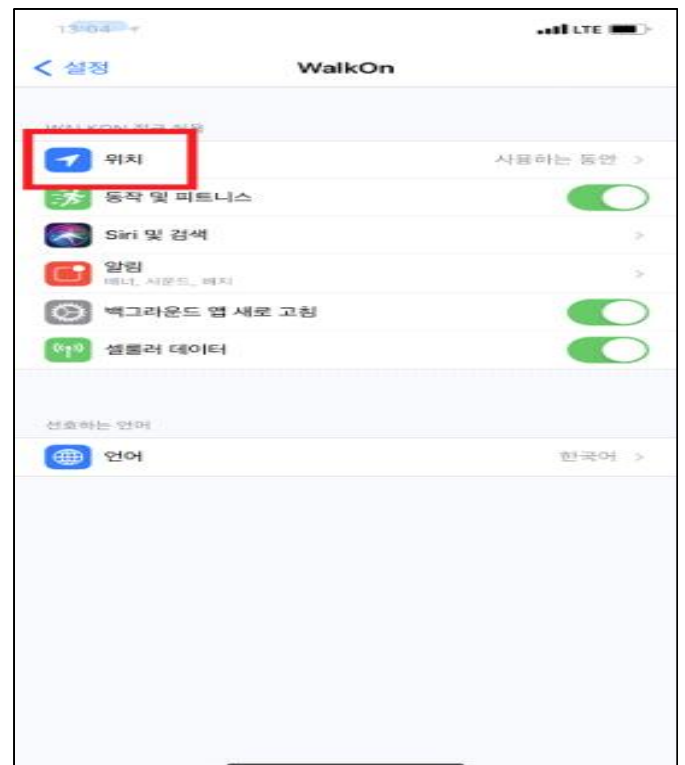 13:04
LTE
설정
WalkOn
위치
사용하는 동안
동작 및 피트니스
Siri 및 검색
알림
배너, 사운드, 배지
백그라운드 앱 새로 고침
셀룰러 데이터
선호하는 언어
언어
한국어